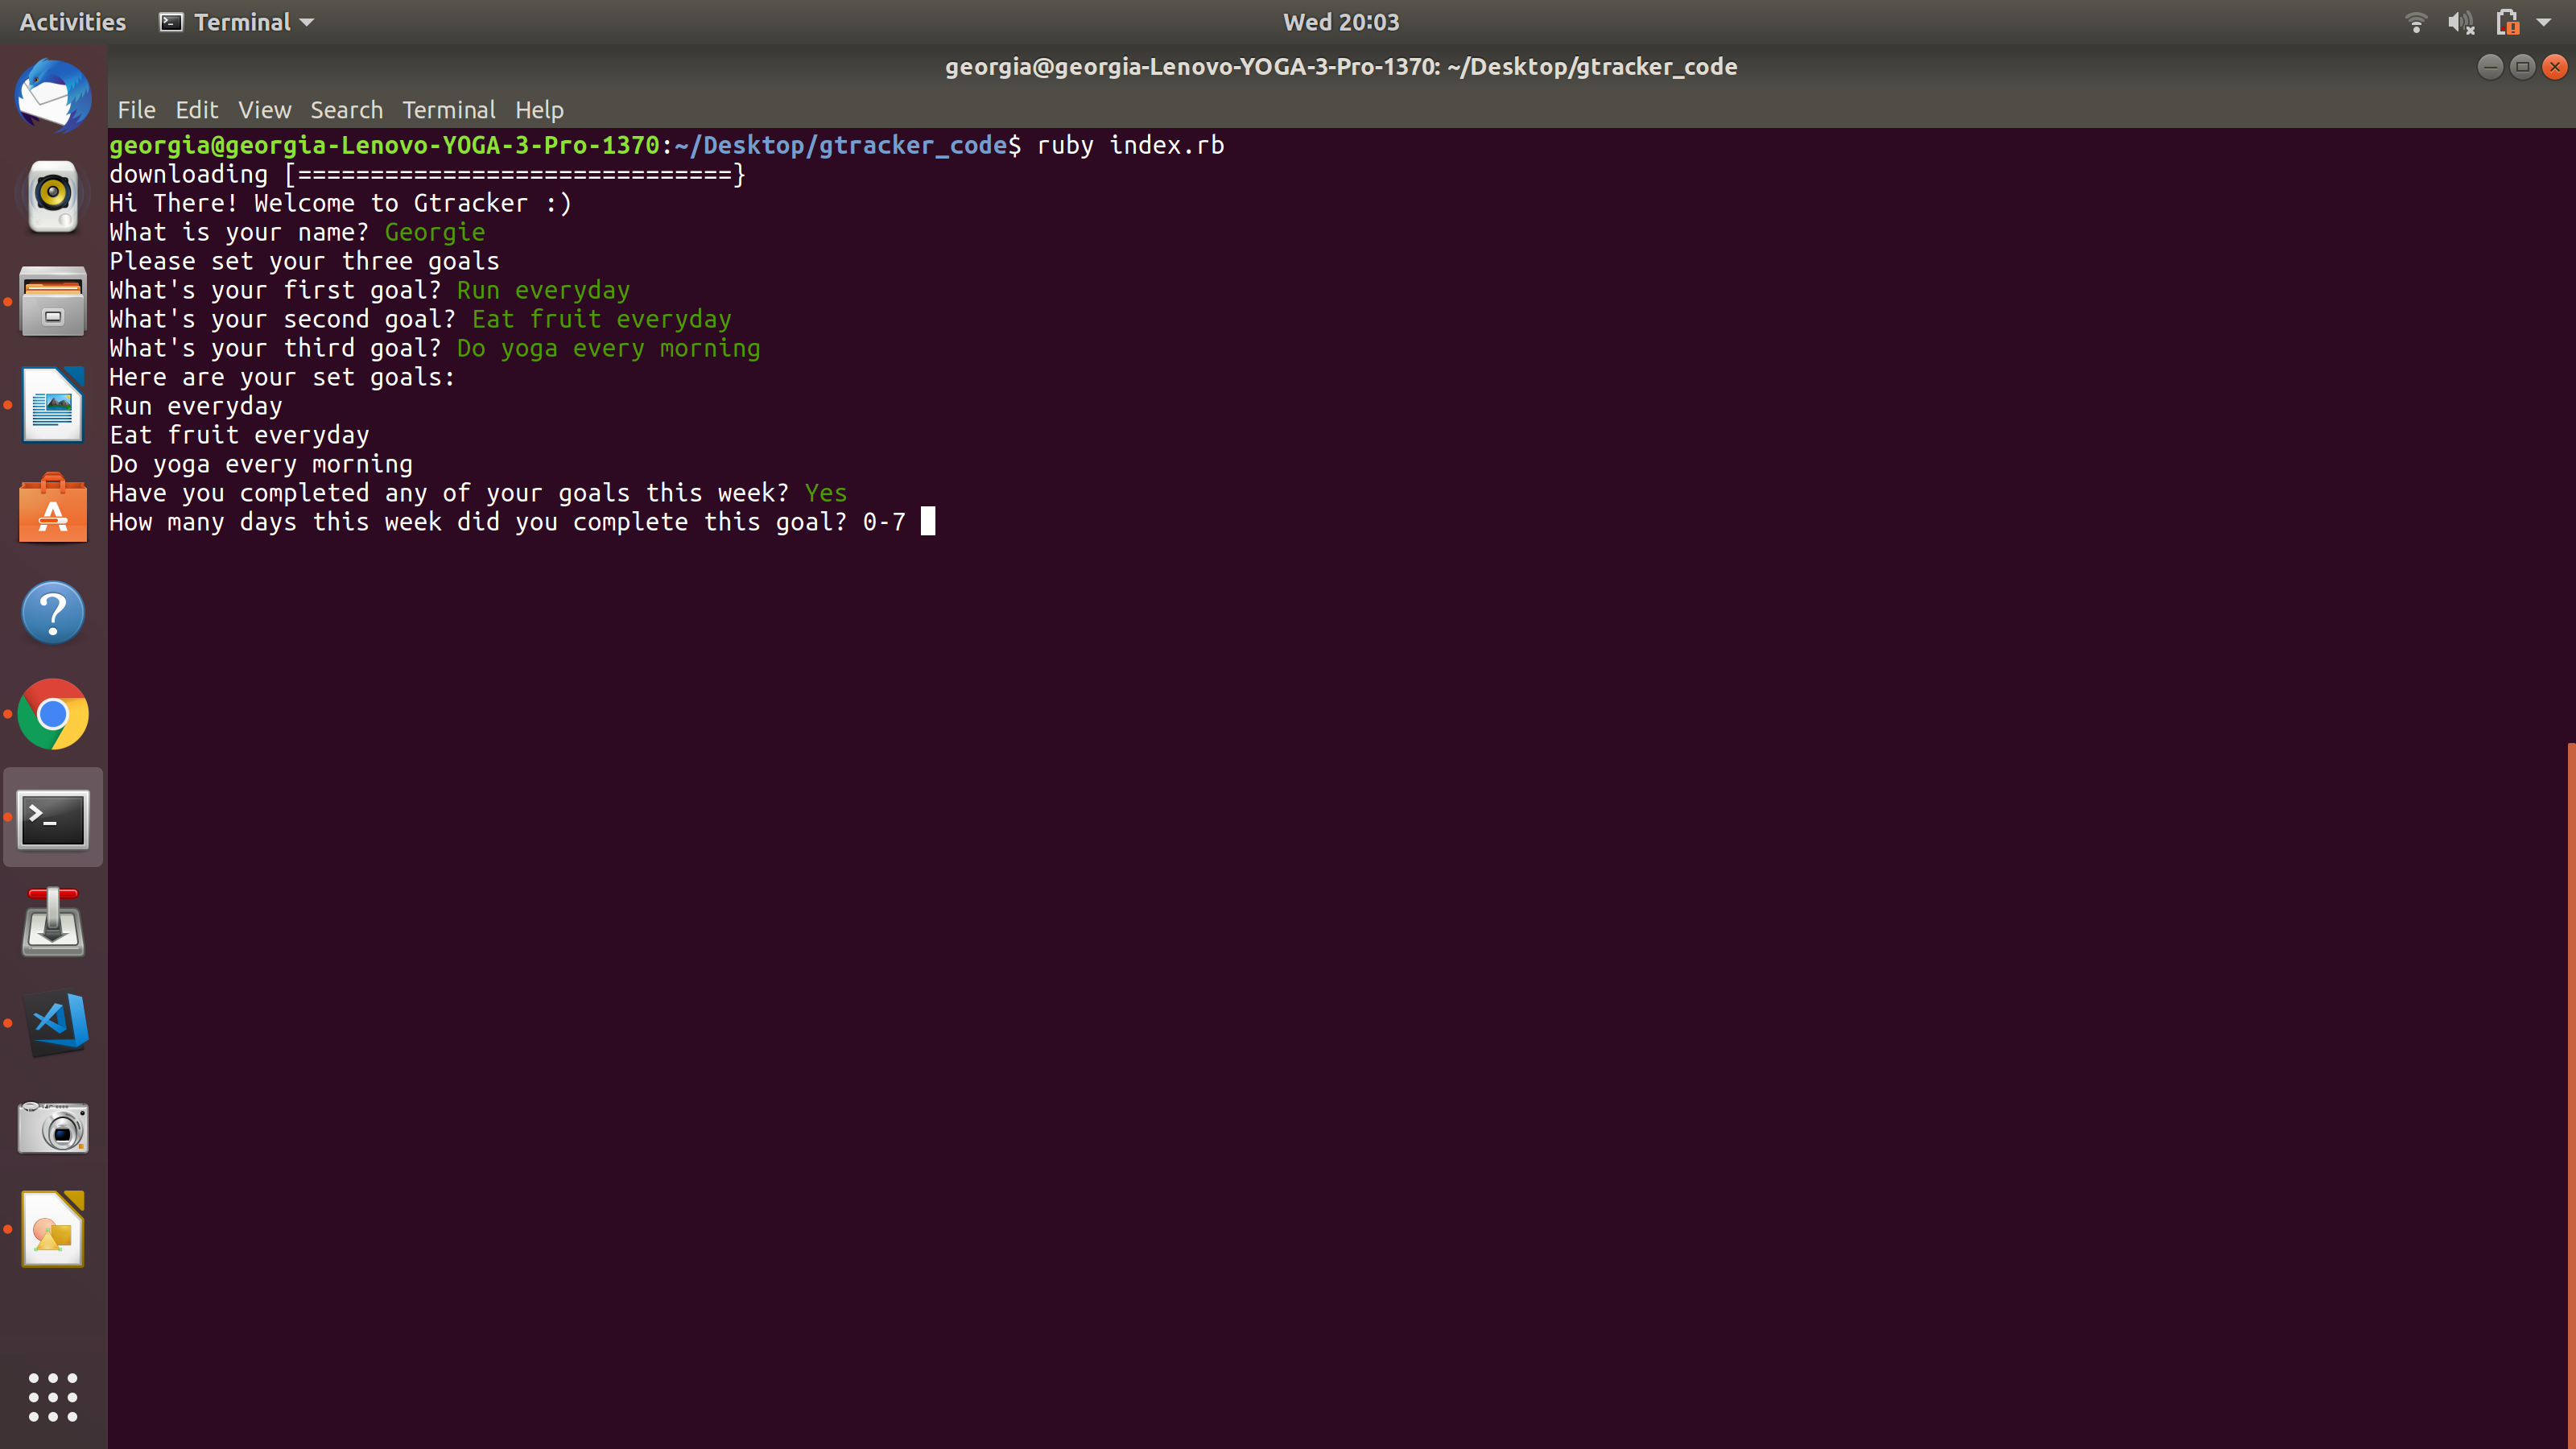 Activities Terminal Wed 20:03
georgia@georgia-Lenovo-YOGA-3-Pro-1370: ~/Desktop/gtracker_code
File Edit View Search Terminal Help
georgia@georgia-Lenovo-YOGA-3-Pro-1370:~/Desktop/gtracker_code$ ruby index.rb
downloading [==============================}
Hi There! Welcome to Gtracker :)
What is your name? Georgie
Please set your three goals
What's your first goal? Run everyday
What's your second goal? Eat fruit everyday
What's your third goal? Do yoga every morning
Here are your set goals:
Run everyday
Eat fruit everyday
Do yoga every morning
Have you completed any of your goals this week? Yes
How many days this week did you complete this goal? 0-7